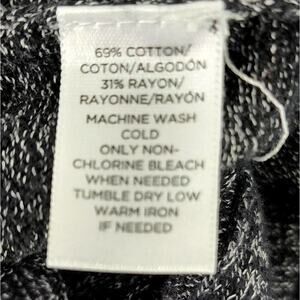 69% COTTON/
COTON/ALGODÓN
31% RAYON/
RAYONNE/RAYÓN
MACHINE WASH
COLD
ONLY NON-
CHLORINE BLEACH
WHEN NEEDED
TUMBLE DRY LOW
WARM IRON
IF NEEDED